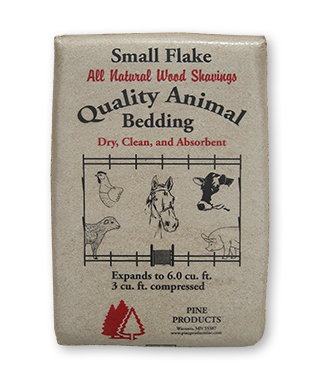 Small Flake
All Natural Wood Shavings
Quality Animal
Bedding
Dry, Clean, and Absorbent
Expands to 6.0 cu. ft.
3 cu. ft. compressed
PINE
PRODUCTS
MN